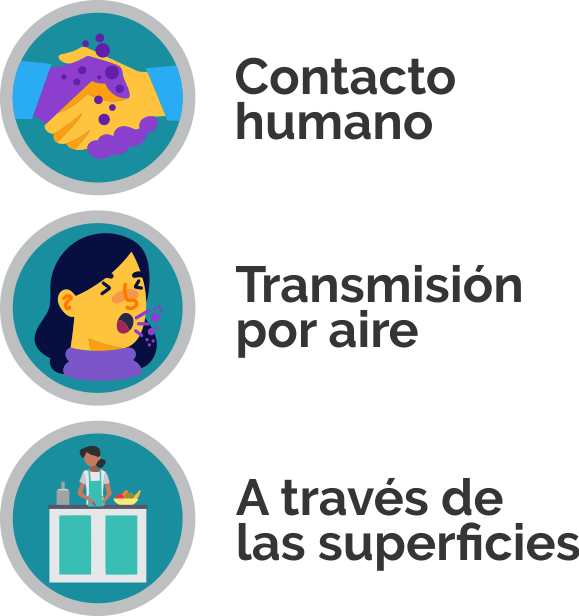 Contacto
humano
Transmisión
por aire
A través de
las superficies